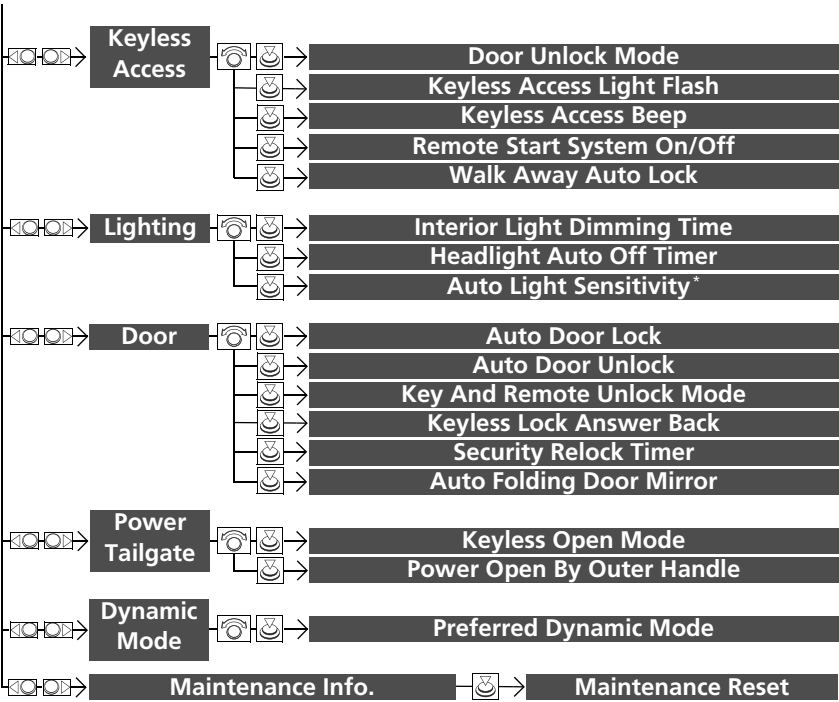 Keyless
Access
Door Unlock Mode
Keyless Access Light Flash
Keyless Access Beep
Remote Start System On/Off
Walk Away Auto Lock
Lighting
Interior Light Dimming Time
Headlight Auto Off Timer
Auto Light Sensitivity*
Door
Auto Door Lock
Auto Door Unlock
Key And Remote Unlock Mode
Keyless Lock Answer Back
Security Relock Timer
Auto Folding Door Mirror
Power
Tailgate
Keyless Open Mode
Power Open By Outer Handle
Dynamic
Mode
Preferred Dynamic Mode
Maintenance Info.
Maintenance Reset